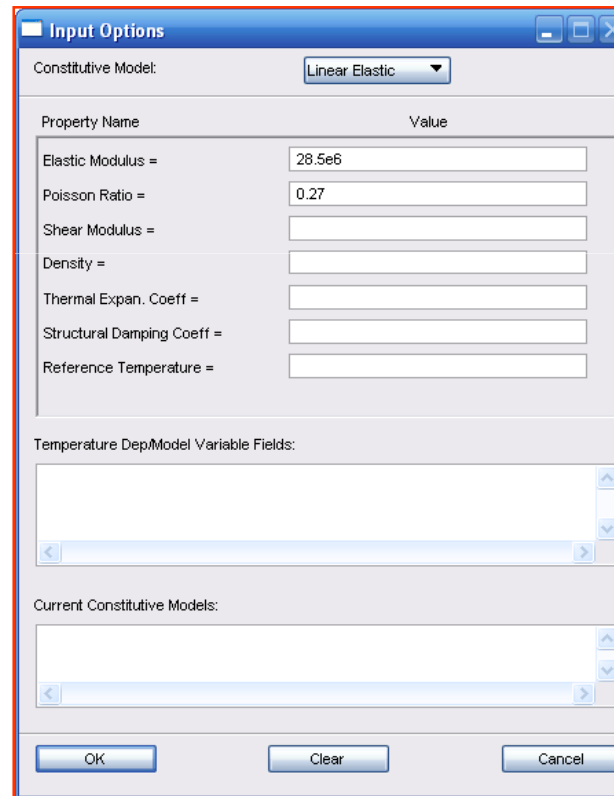 Input Options
Constitutive Model: Linear Elastic
Property Name Value
Elastic Modulus = 28.5e6
Poisson Ratio = 0.27
Shear Modulus =
Density =
Thermal Expan. Coeff =
Structural Damping Coeff =
Reference Temperature =
Temperature Dep/Model Variable Fields:
Current Constitutive Models:
OK Clear Cancel